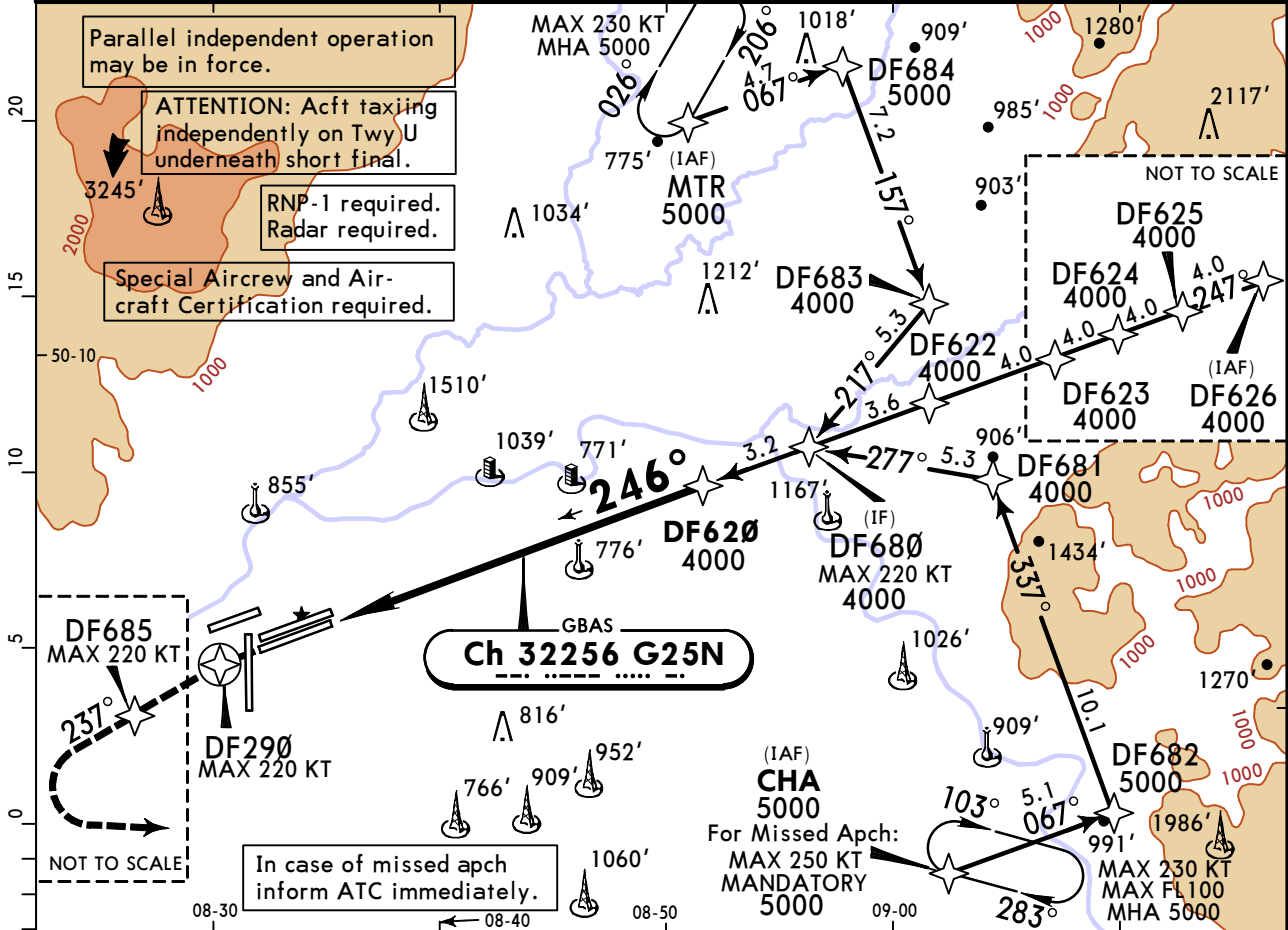 Parallel independent operation
may be in force.
ATTENTION: Acft taxiing
independently on Twy U
underneath short final.
RNP-1 required.
Radar required.
Special Aircrew and Air-
craft Certification required.
3245'
2000
1000
20
15
50-10
10
5
0
MAX 230 KT
MHA 5000
026°
206°
4.7
067°
1018'
909'
1280'
1000
DF684
5000
775'
(IAF)
MTR
5000
7.2
157°
985'
1000
2117'
903'
NOT TO SCALE
1034'
1212'
DF683
4000
5.3
217°
DF625
4000
DF624
4000
4.0
247°
4.0
4.0
4.0
DF622
4000
3.6
DF623
4000
(IAF)
DF626
4000
1510'
1039'
771'
855'
246°
3.2
DF620
4000
776'
1167'
(IF)
DF680
MAX 220 KT
4000
277°
5.3
906'
DF681
4000
1000
1434'
1000
1000
337°
10.1
1026'
1270'
1000
1000
GBAS
Ch 32256 G25N
DF685
MAX 220 KT
237°
DF290
MAX 220 KT
NOT TO SCALE
816'
952'
909'
766'
1060'
In case of missed apch
inform ATC immediately.
909'
(IAF)
CHA
5000
For Missed Apch:
MAX 250 KT
MANDATORY
5000
103°
283°
5.1
067°
DF682
5000
991'
1986'
MAX 230 KT
MAX FL100
MHA 5000
08-30
08-40
08-50
09-00